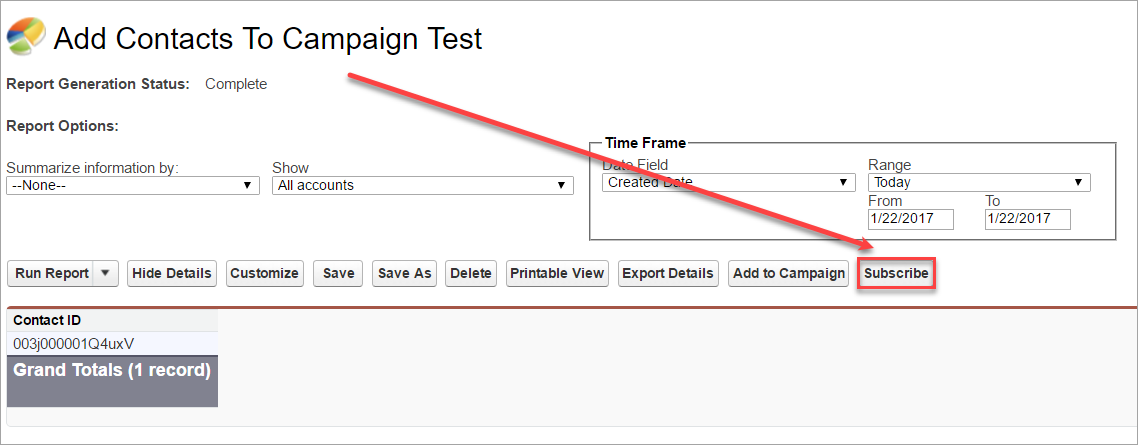 Add Contacts To Campaign Test
Report Generation Status: Complete
Report Options:
Time Frame
Summarize information by: Show Date Field Range
--None-- All accounts Created Date Today
From To
1/22/2017 1/22/2017
Run Report Hide Details Customize Save Save As Delete Printable View Export Details Add to Campaign Subscribe
Contact ID
003j000001Q4uxV
Grand Totals (1 record)